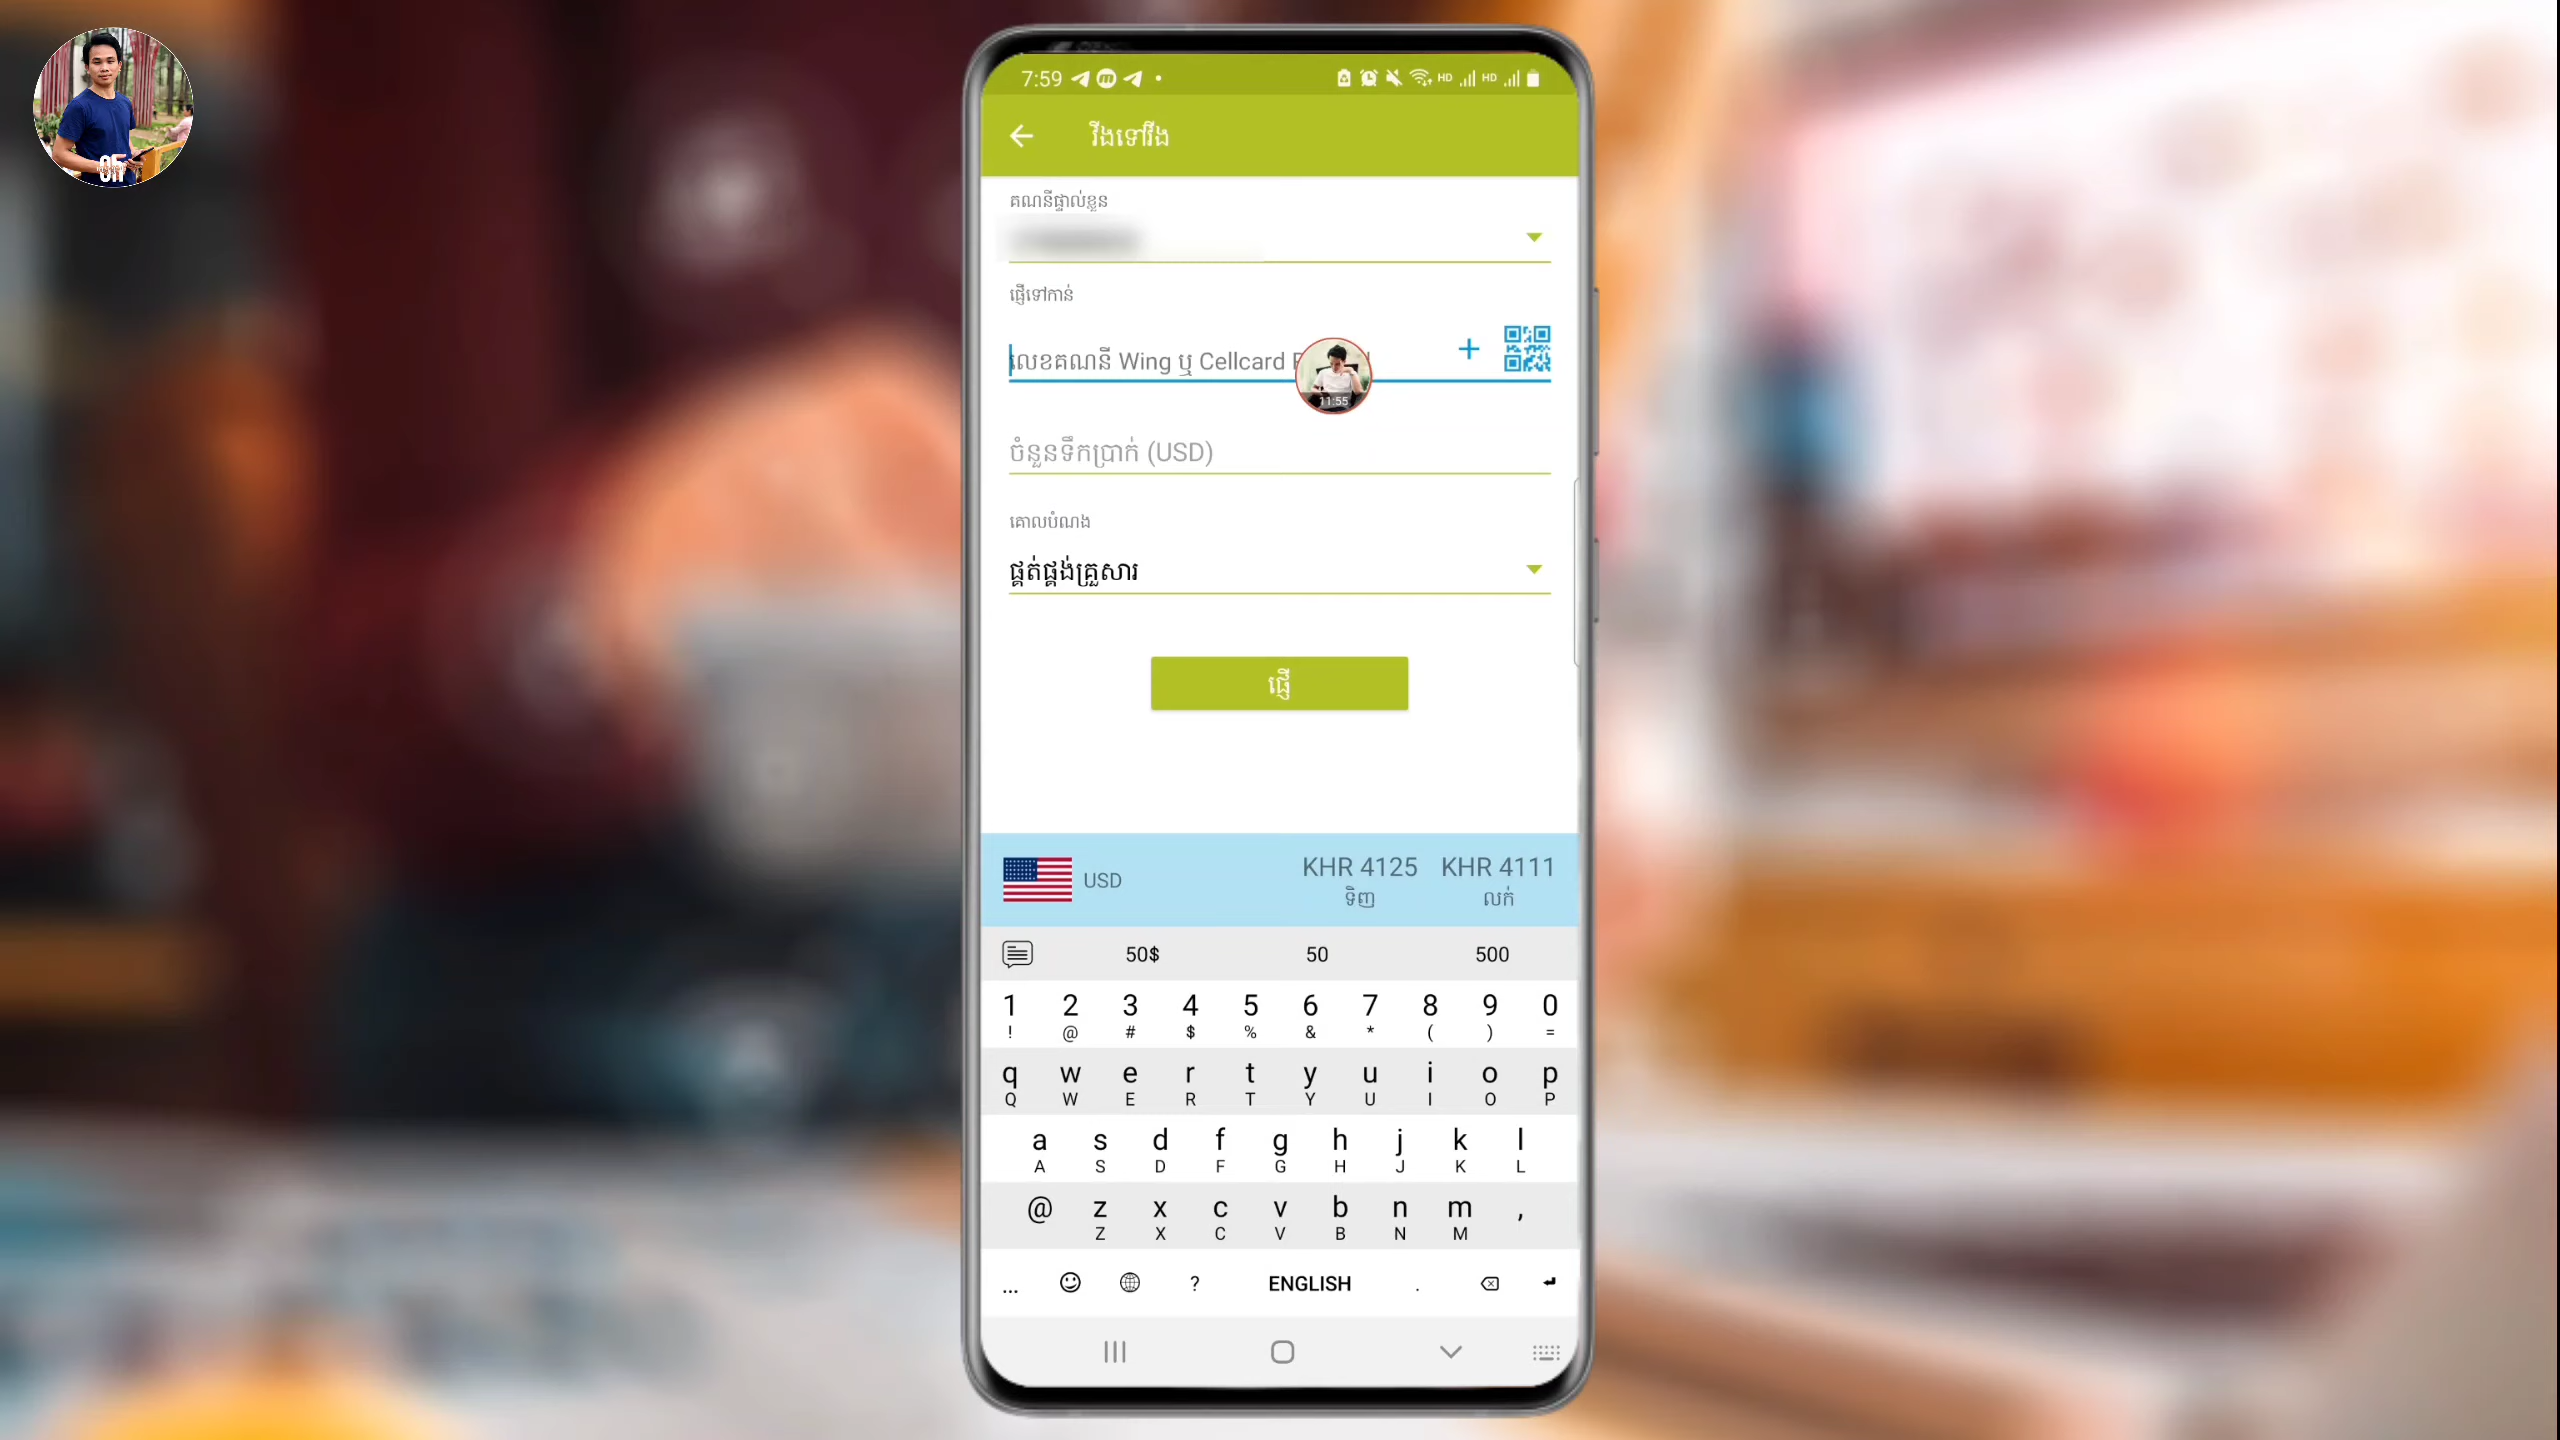 7:59
HD HD
វីងទៅវីង
គណនីផ្ទាល់ខ្លួន
ផ្ញើទៅកាន់
លេខគណនី Wing ឬ Cellcard
11:55
ចំនួនទឹកប្រាក់ (USD)
គោលបំណង
ផ្គត់ផ្គង់គ្រួសារ
ផ្ញើ
USD KHR 4125 KHR 4111
ទិញ លក់
50$ 50 500
1 2 3 4 5 6 7 8 9 0
! @ # $ % & * ( ) =
q w e r t y u i o p
Q W E R T Y U I O P
a s d f g h j k l
A S D F G H J K L
@ z x c v b n m ,
Z X C V B N M
... ? ENGLISH .